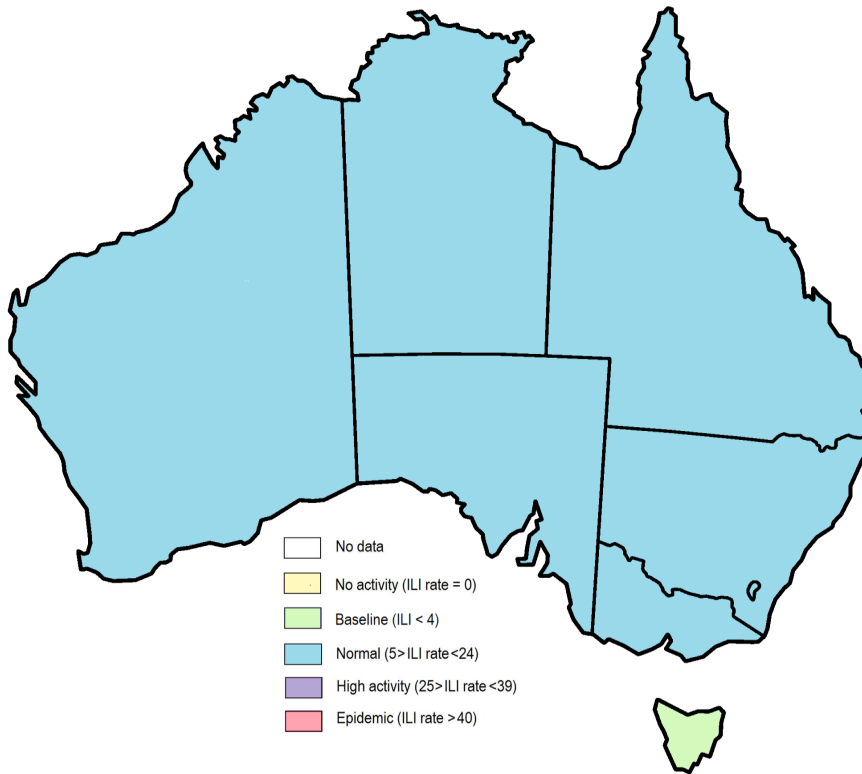 No data
No activity (ILI rate = 0)
Baseline (ILI < 4)
Normal (5> ILI rate <24)
High activity (25> ILI rate <39)
Epidemic (ILI rate >40)